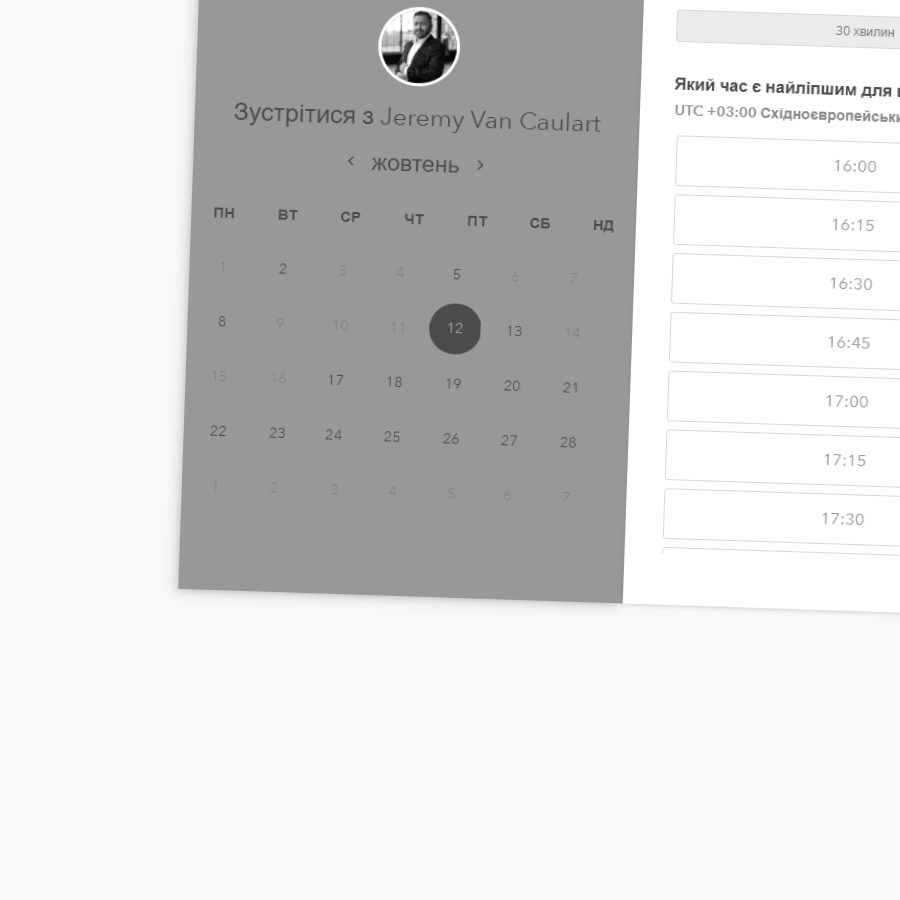 Зустрітися з Jeremy Van Caulart
‹ жовтень ›
ПН ВТ СР ЧТ ПТ СБ НД
1 2 3 4 5 6 7
8 9 10 11 12 13 14
15 16 17 18 19 20 21
22 23 24 25 26 27 28
1 2 3 4 5 6 7
30 хвилин
Який час є найліпшим для
UTC +03:00
16:00
16:15
16:30
16:45
17:00
17:15
17:30